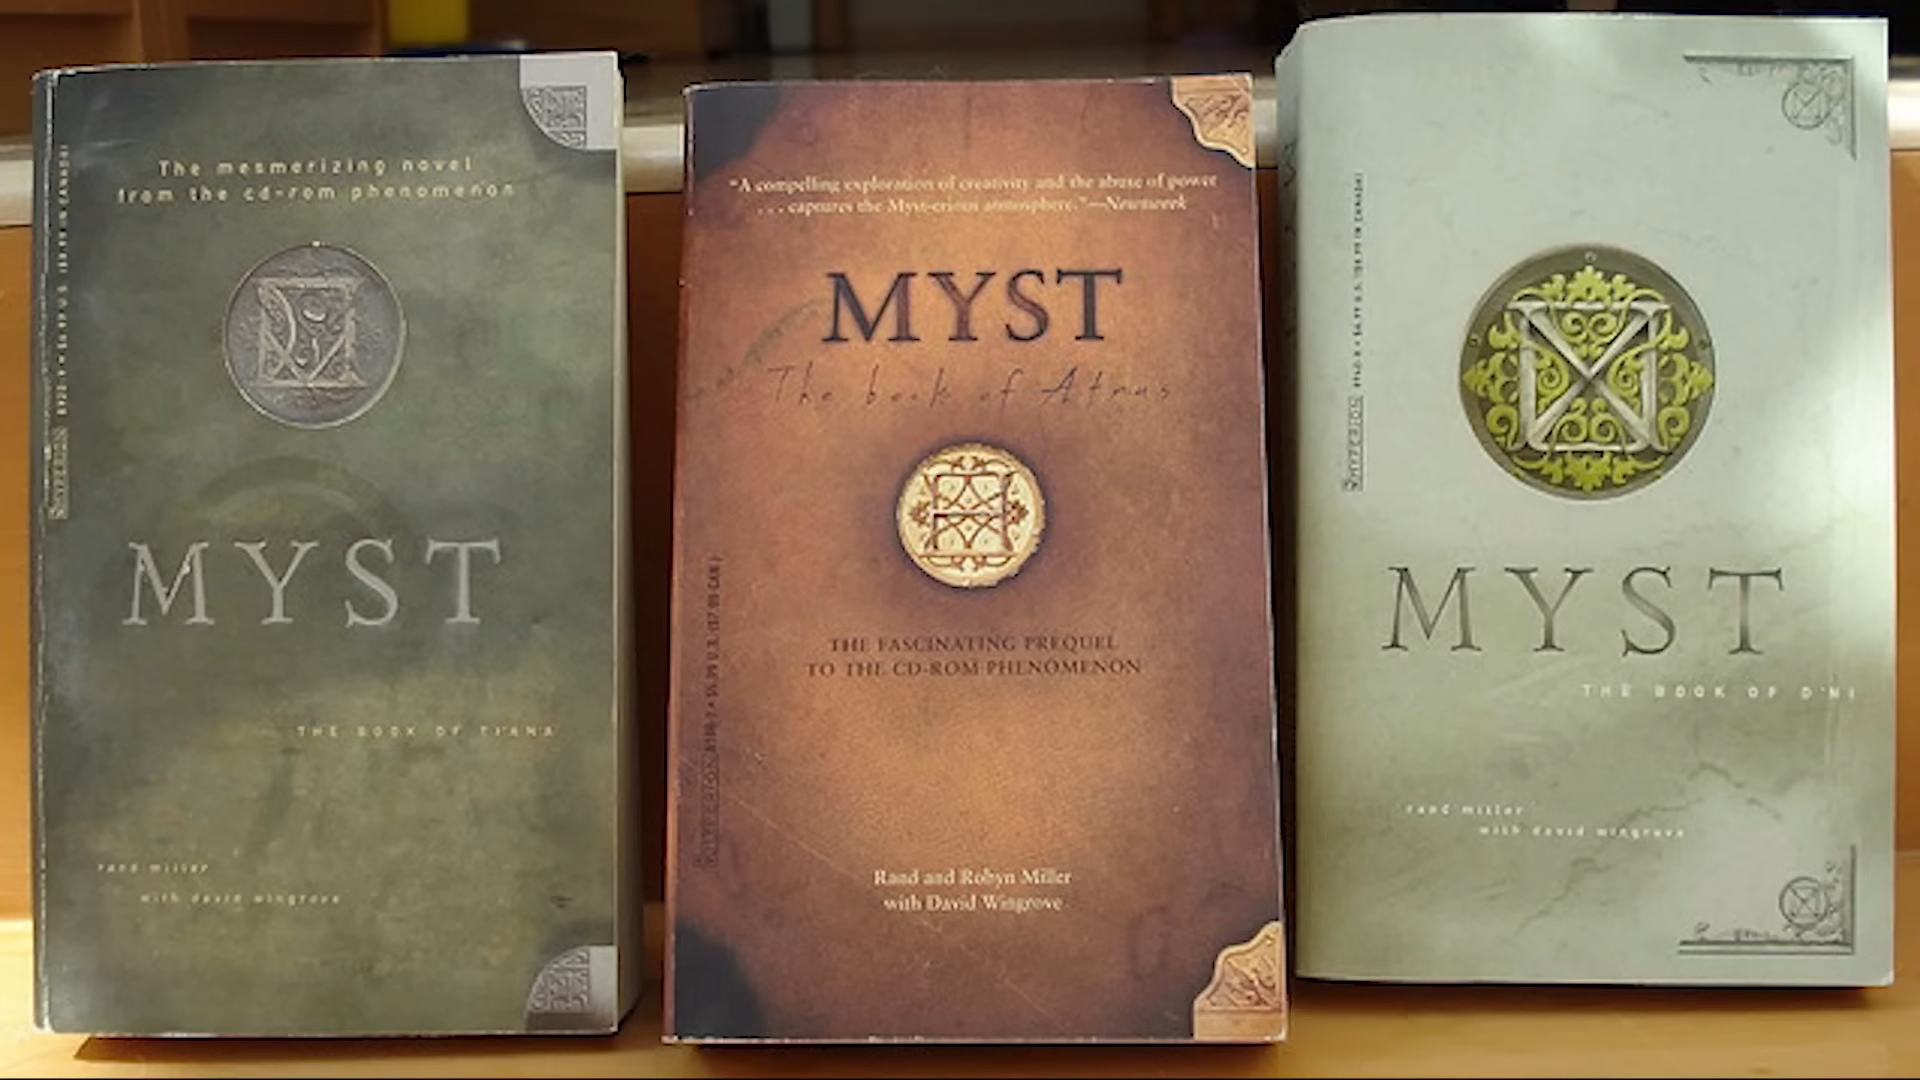 The mesmerizing novel
from the cd-rom phenomenon
MYST
THE BOOK OF TI'ANA
rand miller
with david wingrove
"A compelling exploration of creativity and the abuse of power
. . . captures the Myst-erious atmosphere."—Newsweek
MYST
The book of Atrus
THE FASCINATING PREQUEL
TO THE CD-ROM PHENOMENON
Rand and Robyn Miller
with David Wingrove
MYST
THE BOOK OF D'NI
rand miller
with david wingrove
HYPERION